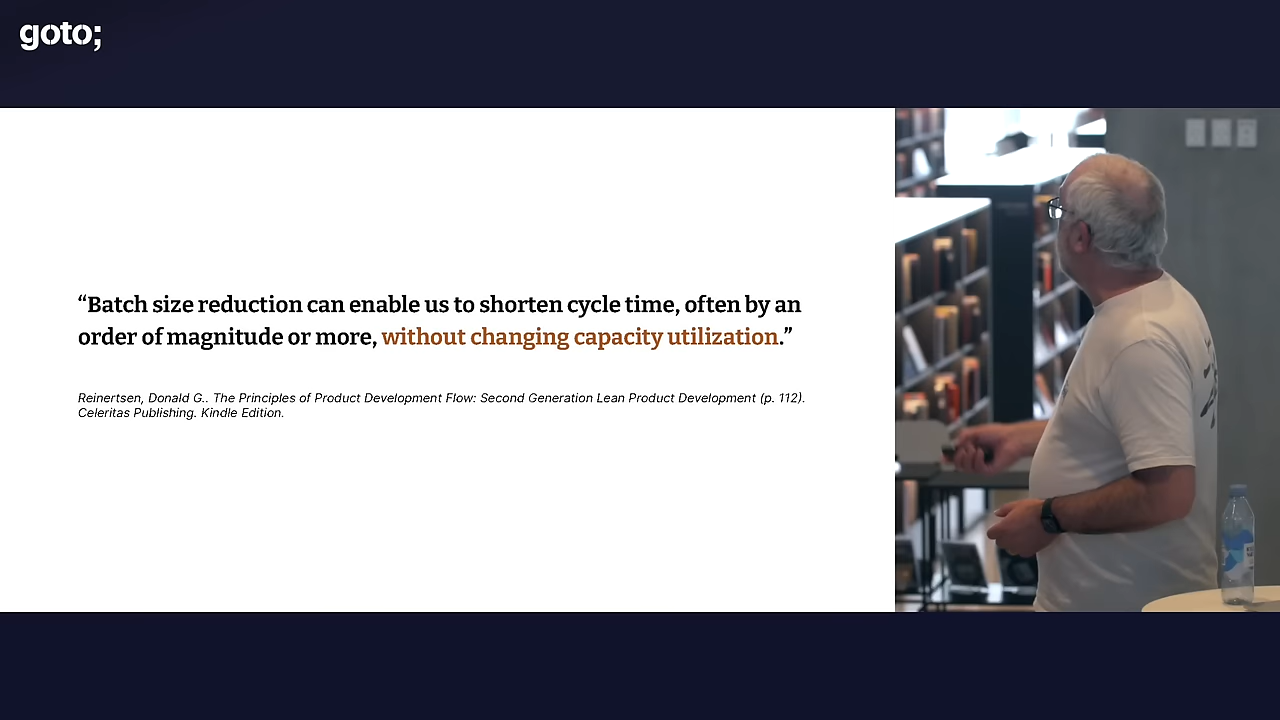 goto;
“Batch size reduction can enable us to shorten cycle time, often by an
order of magnitude or more, without changing capacity utilization.”
Reinertsen, Donald G.. The Principles of Product Development Flow: Second Generation Lean Product Development (p. 112).
Celeritas Publishing. Kindle Edition.